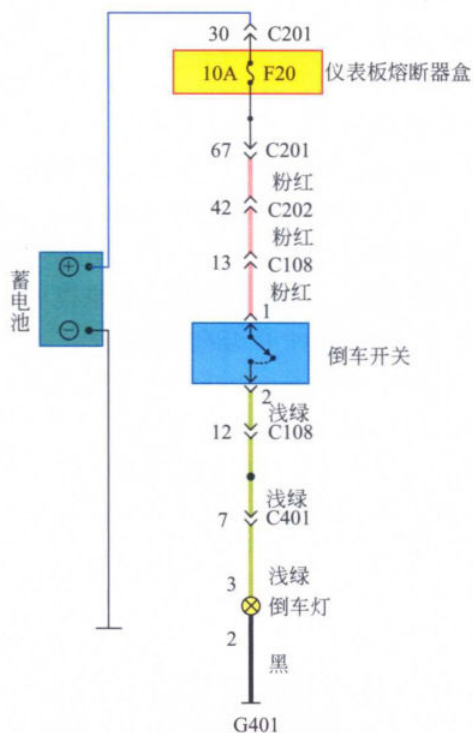 30 C201
10A F20 仪表板熔断器盒
67 C201
粉红
42 C202
粉红
13 C108
粉红
蓄电池
1
倒车开关
2
浅绿
12 C108
浅绿
7 C401
浅绿
3
倒车灯
2
黑
G401